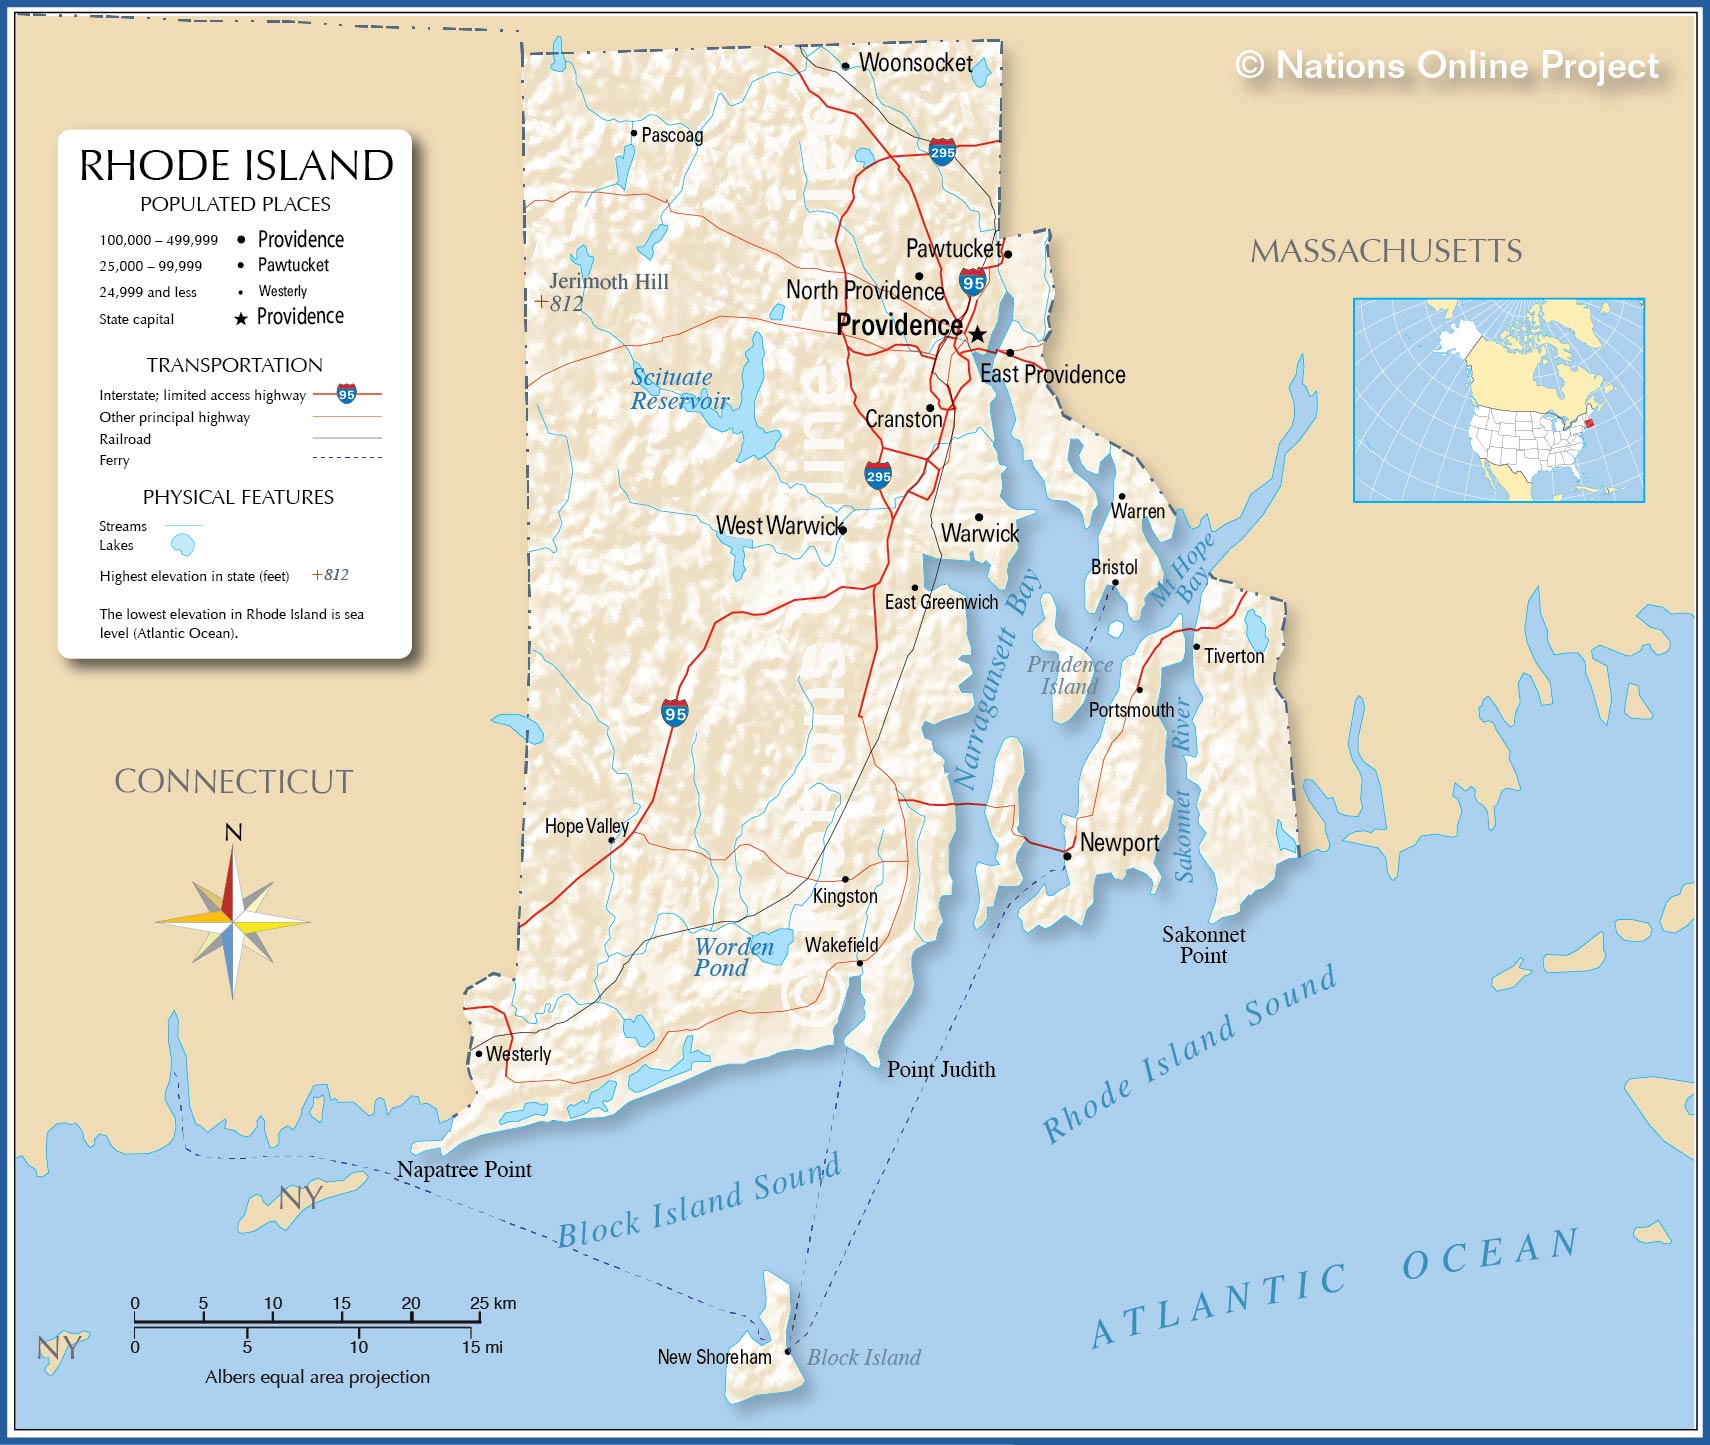 © Nations Online Project
RHODE ISLAND
POPULATED PLACES
100,000 – 499,999 Providence
25,000 – 99,999 Pawtucket
24,999 and less Westerly
State capital Providence
TRANSPORTATION
Interstate; limited access highway 95
Other principal highway
Railroad
Ferry
PHYSICAL FEATURES
Streams
Lakes
Highest elevation in state (feet) +812
The lowest elevation in Rhode Island is sea
level (Atlantic Ocean).
Woonsocket
Pascoag
295
MASSACHUSETTS
Pawtucket
Jerimoth Hill
+812
North Providence
95
Providence
East Providence
Scituate
Reservoir
Cranston
295
Warren
West Warwick
Warwick
Bristol
Mt Hope
Bay
East Greenwich
Narragansett Bay
Prudence
Island
Tiverton
Portsmouth
95
Sakonnet River
CONNECTICUT
N
Hope Valley
Newport
Kingston
Wakefield
Worden
Pond
Sakonnet
Point
Westerly
Point Judith
Rhode Island Sound
Napatree Point
NY
Block Island Sound
ATLANTIC OCEAN
0 5 10 15 20 25 km
0 5 10 15 mi
Albers equal area projection
NY
New Shoreham
Block Island
© Nations Online Project